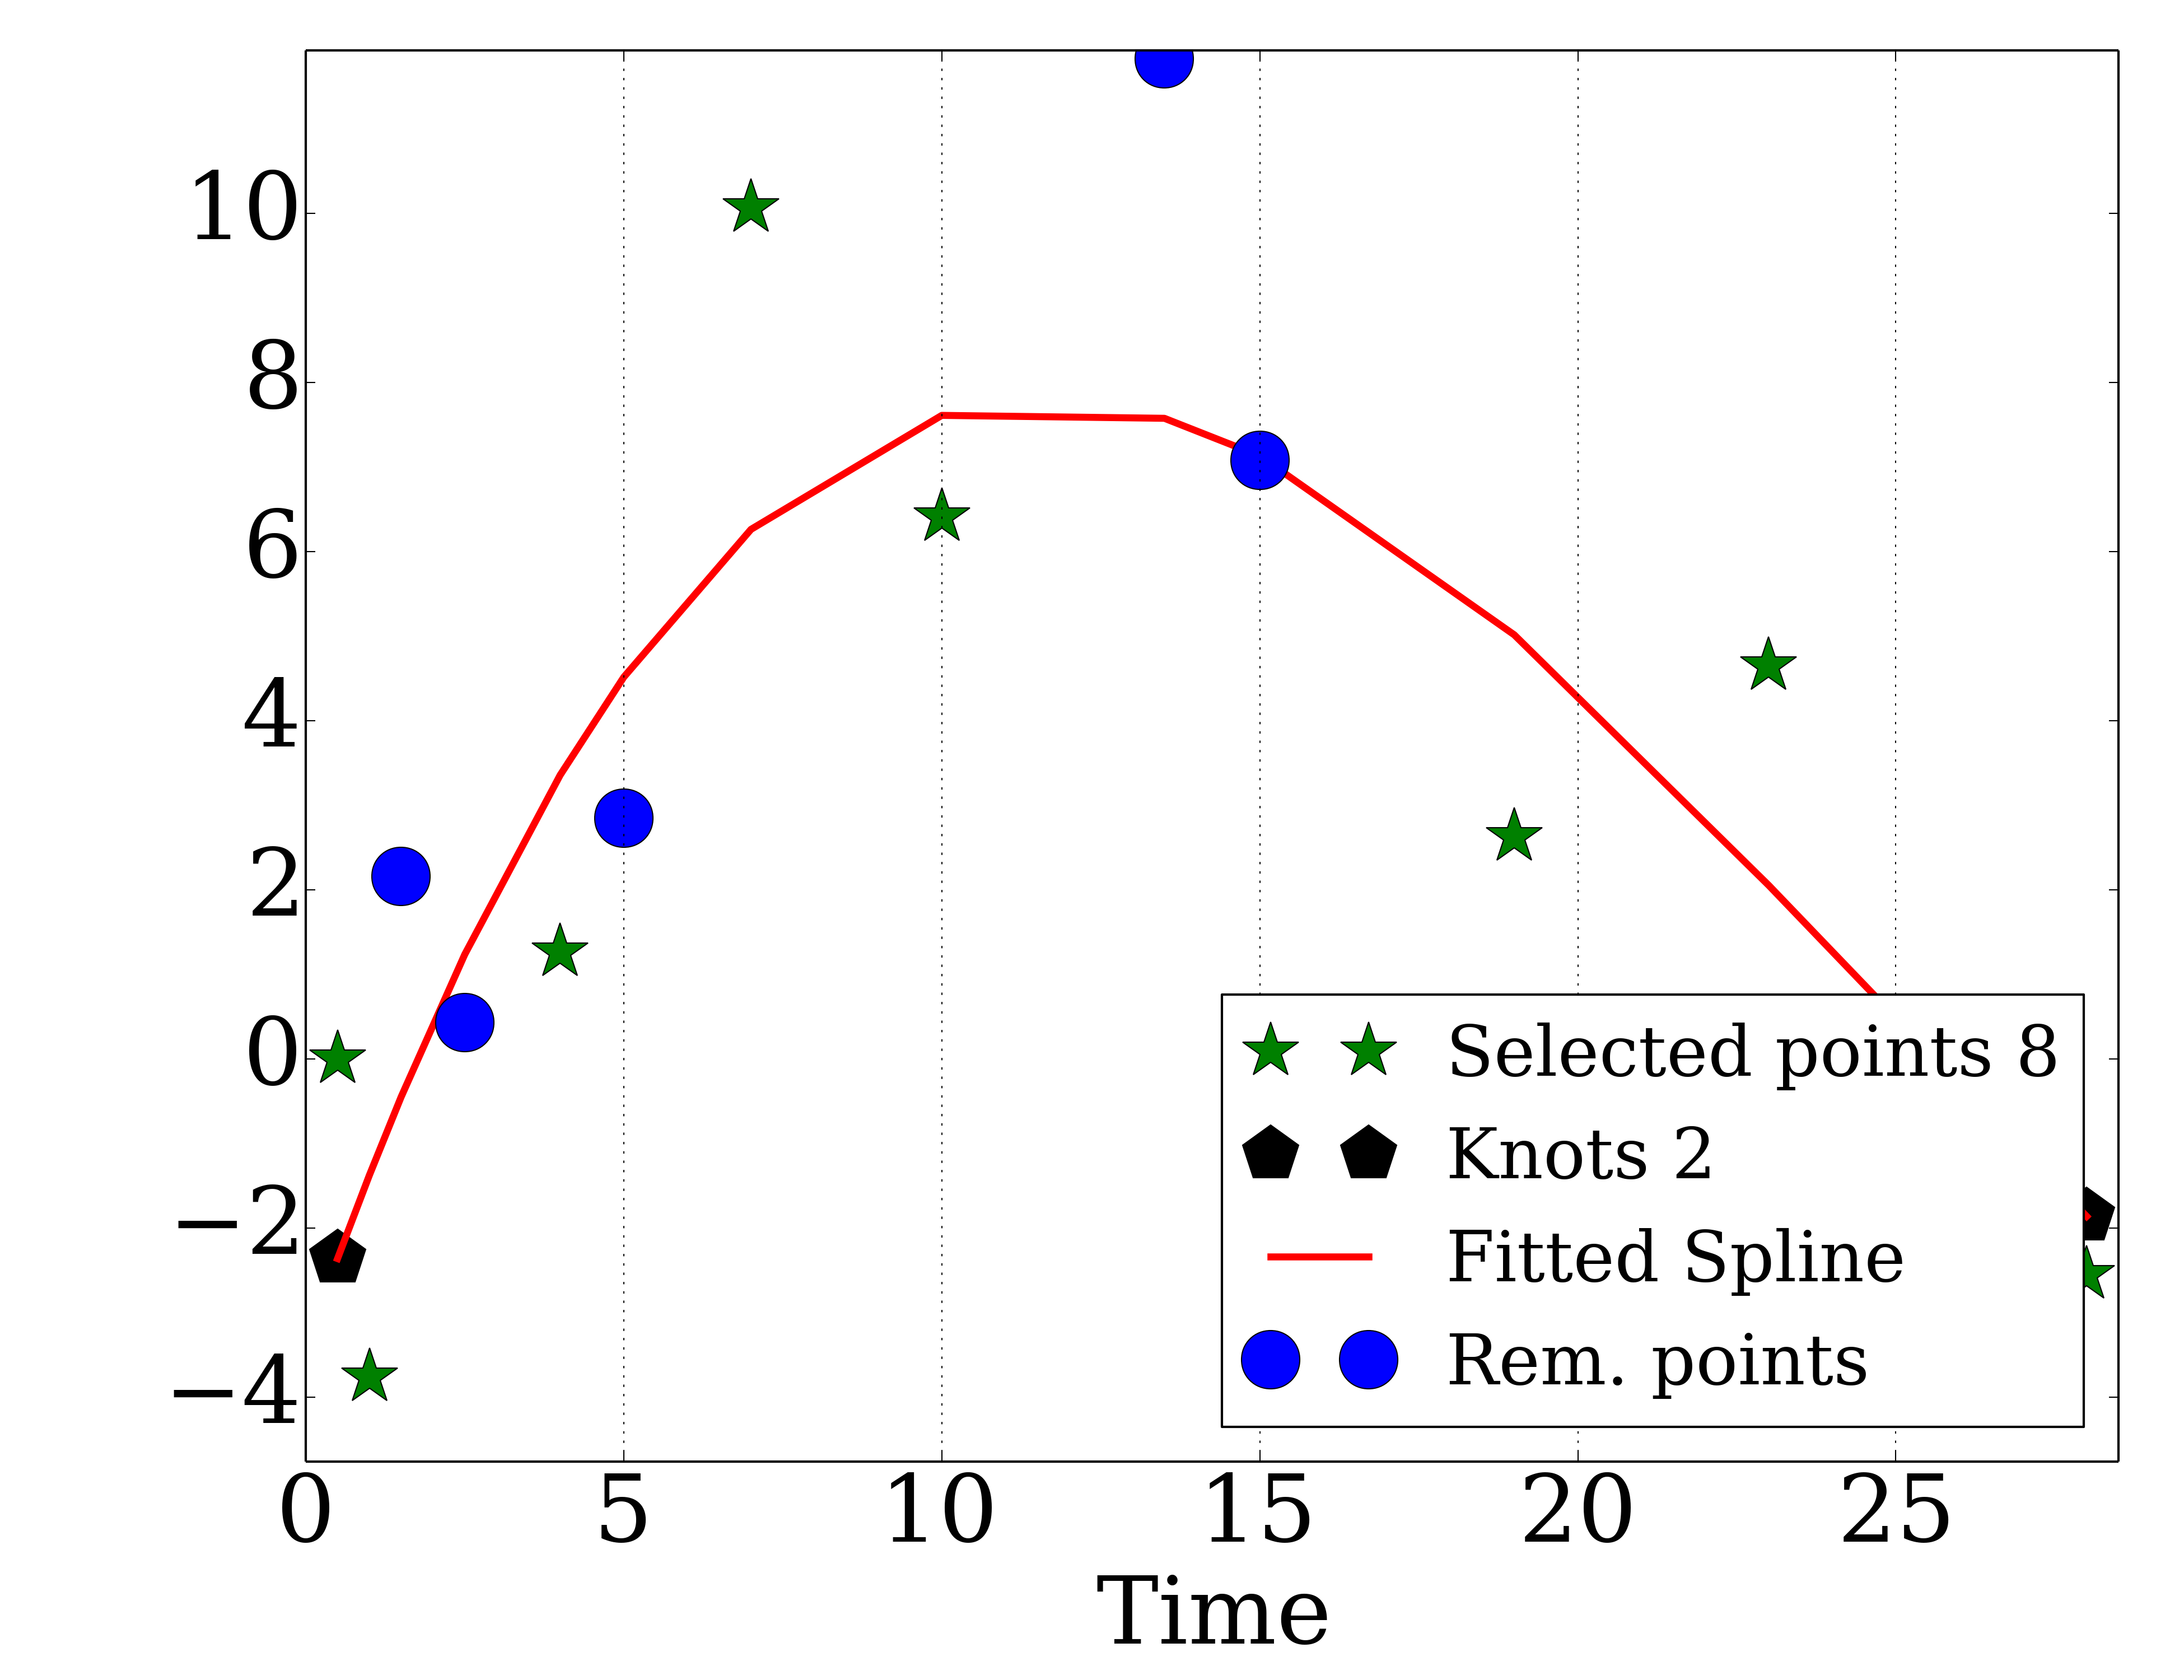 10
8
6
4
2
0
−2
−4
Selected points 8
Knots 2
Fitted Spline
Rem. points
0 5 10 15 20 25
Time